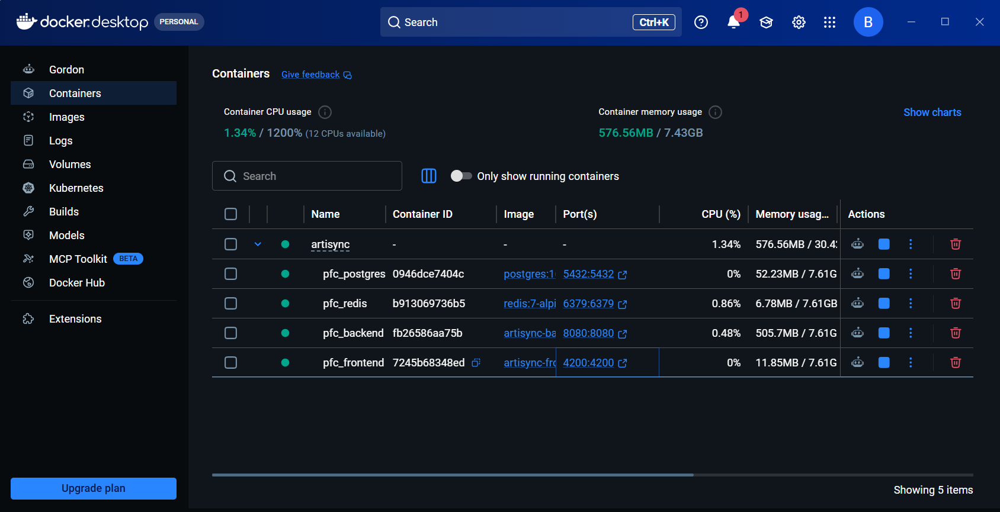 docker.desktop PERSONAL Search Ctrl+K 1 B
Gordon
Containers
Images
Logs
Volumes
Kubernetes
Builds
Models
MCP Toolkit BETA
Docker Hub
Extensions
Upgrade plan
Containers Give feedback
Container CPU usage Container memory usage Show charts
1.34% / 1200% (12 CPUs available) 576.56MB / 7.43GB
Search Only show running containers
Name Container ID Image Port(s) CPU (%) Memory usag... Actions
artisync - - - 1.34% 576.56MB / 30.4
pfc_postgres 0946dce7404c postgres:1 5432:5432 0% 52.23MB / 7.61G
pfc_redis b913069736b5 redis:7-alpi 6379:6379 0.86% 6.78MB / 7.61GB
pfc_backend fb26586aa75b artisync-ba 8080:8080 0.48% 505.7MB / 7.61G
pfc_frontend 7245b68348ed artisync-fro 4200:4200 0% 11.85MB / 7.61G
Showing 5 items